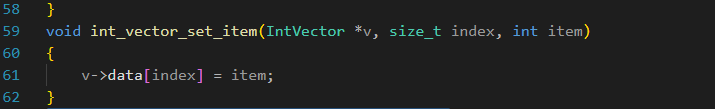 58 }
59 void int_vector_set_item(IntVector *v, size_t index, int item)
60 {
61     v->data[index] = item;
62 }